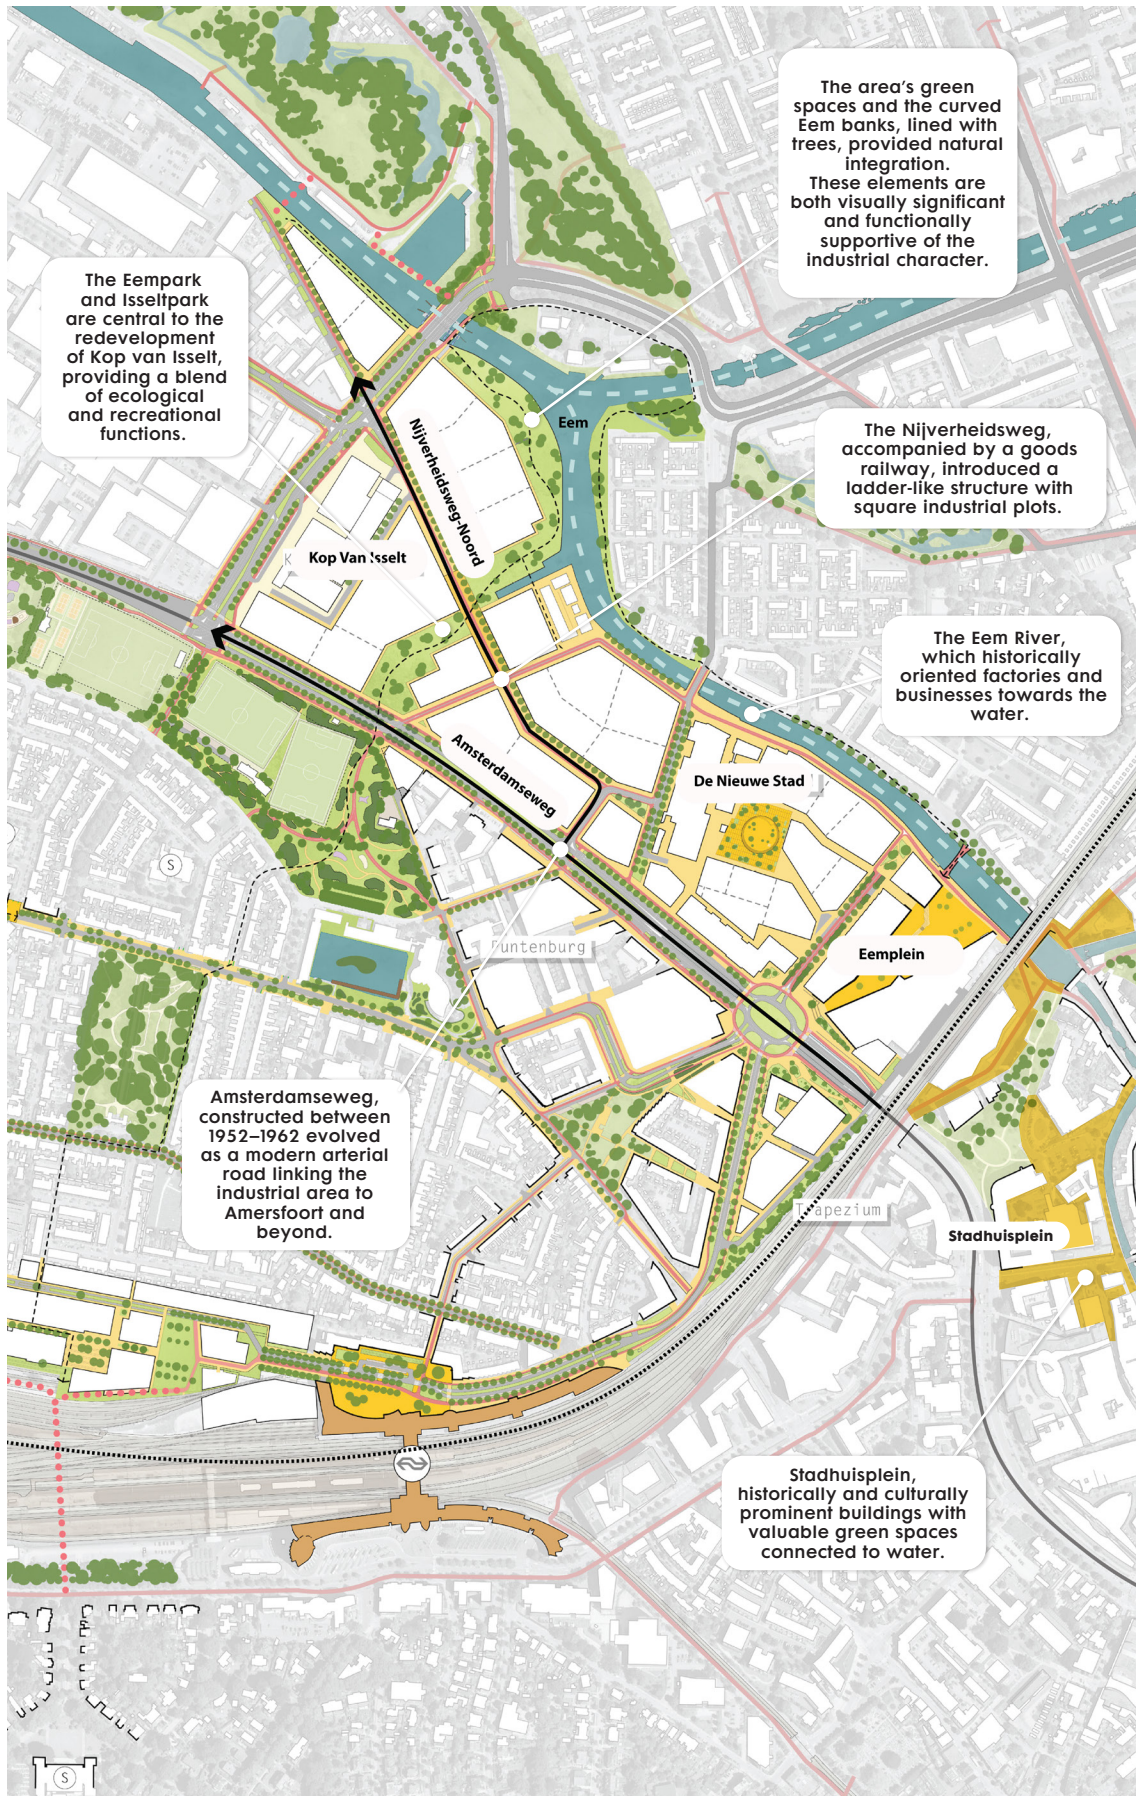 The area's green
spaces and the curved
Eem banks, lined with
trees, provided natural
integration.
These elements are
both visually significant
and functionally
supportive of the
industrial character.
The Eempark
and Isseltpark
are central to the
redevelopment
of Kop van Isselt,
providing a blend
of ecological
and recreational
functions.
Eem
Nijverheidsweg-Noord
The Nijverheidsweg,
accompanied by a goods
railway, introduced a
ladder-like structure with
square industrial plots.
Kop Van Isselt
The Eem River,
which historically
oriented factories and
businesses towards the
water.
Amsterdamseweg
De Nieuwe Stad
S
Eemplein
Amsterdamseweg,
constructed between
1952–1962 evolved
as a modern arterial
road linking the
industrial area to
Amersfoort and
beyond.
Trapezium
Stadhuisplein
Stadhuisplein,
historically and culturally
prominent buildings with
valuable green spaces
connected to water.
S